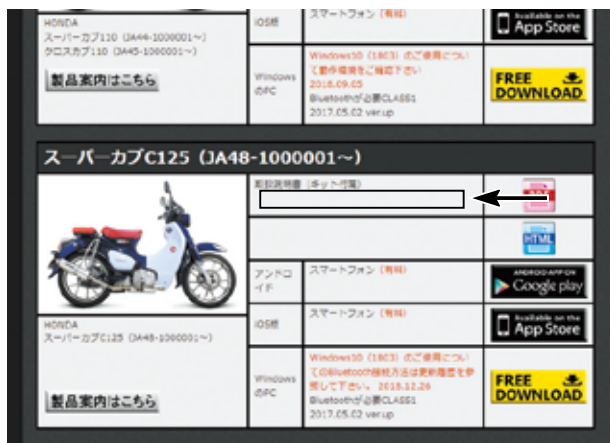 HONDA
スーパーカブ110 (JA44-1000001～)
クロスカブ110 (JA45-1000001～)
製品案内はこちら
iOS様
スマートフォン (有料)
Available on the
App Store
Windows
のPC
Windows10 (1803) のご使用につい
て動作環境をご確認下さい
2018.09.05
Bluetoothが必要CLASS1
2017.05.02 ver.up
FREE
DOWNLOAD
スーパーカブC125 (JA48-1000001～)
取扱説明書 (キット付属)
HTML
アンドロ
イド
スマートフォン (有料)
ANDROID APP ON
Google play
HONDA
スーパーカブC125 (JA48-1000001～)
製品案内はこちら
iOS様
スマートフォン (有料)
Available on the
App Store
Windows
のPC
Windows10 (1803) のご使用につい
てのBluetooth接続方法は更新履歴を参
照して下さい。 2018.12.26
Bluetoothが必要CLASS1
2017.05.02 ver.up
FREE
DOWNLOAD